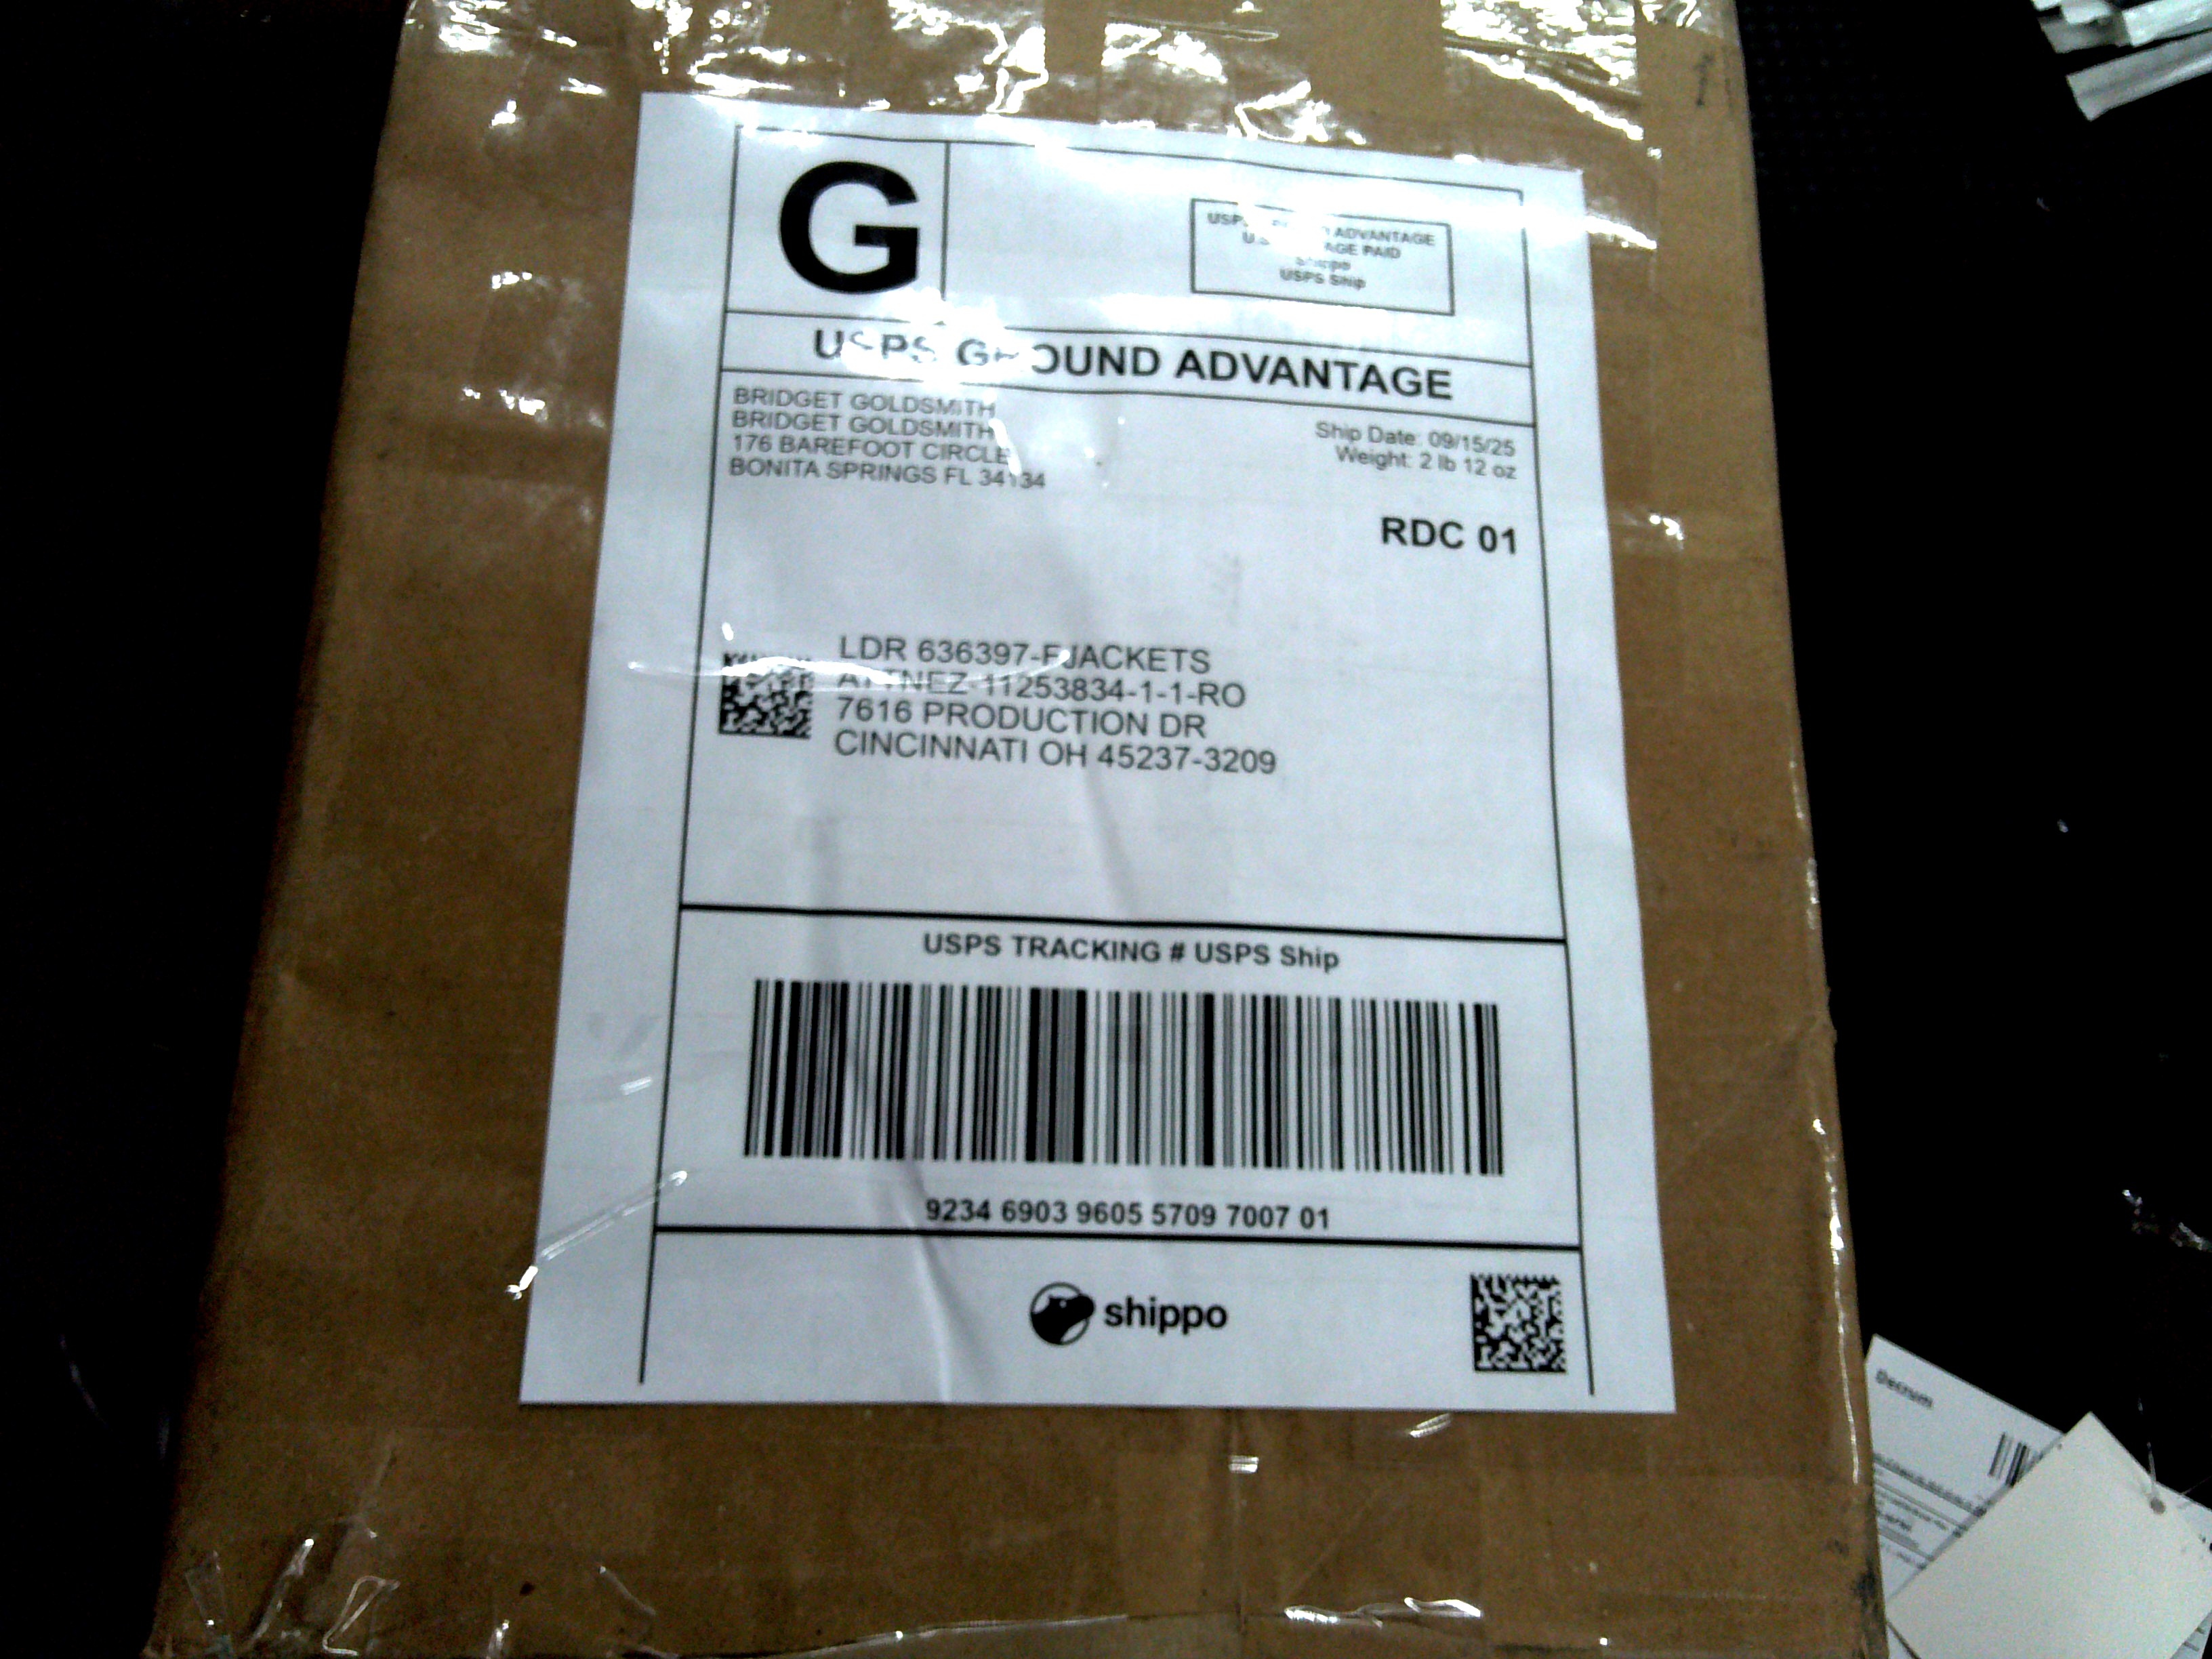 G
ADVANTAGE
PAID
USPS Ship
USPS GROUND ADVANTAGE
BRIDGET GOLDSMITH
BRIDGET GOLDSMITH
176 BAREFOOT CIRCLE
BONITA SPRINGS FL 34134
Ship Date: 09/15/25
Weight: 2 lb 12 oz
RDC 01
LDR 636397-FJACKETS
11253834-1-1-RO
7616 PRODUCTION DR
CINCINNATI OH 45237-3209
USPS TRACKING # USPS Ship
9234 6903 9605 5709 7007 01
shippo